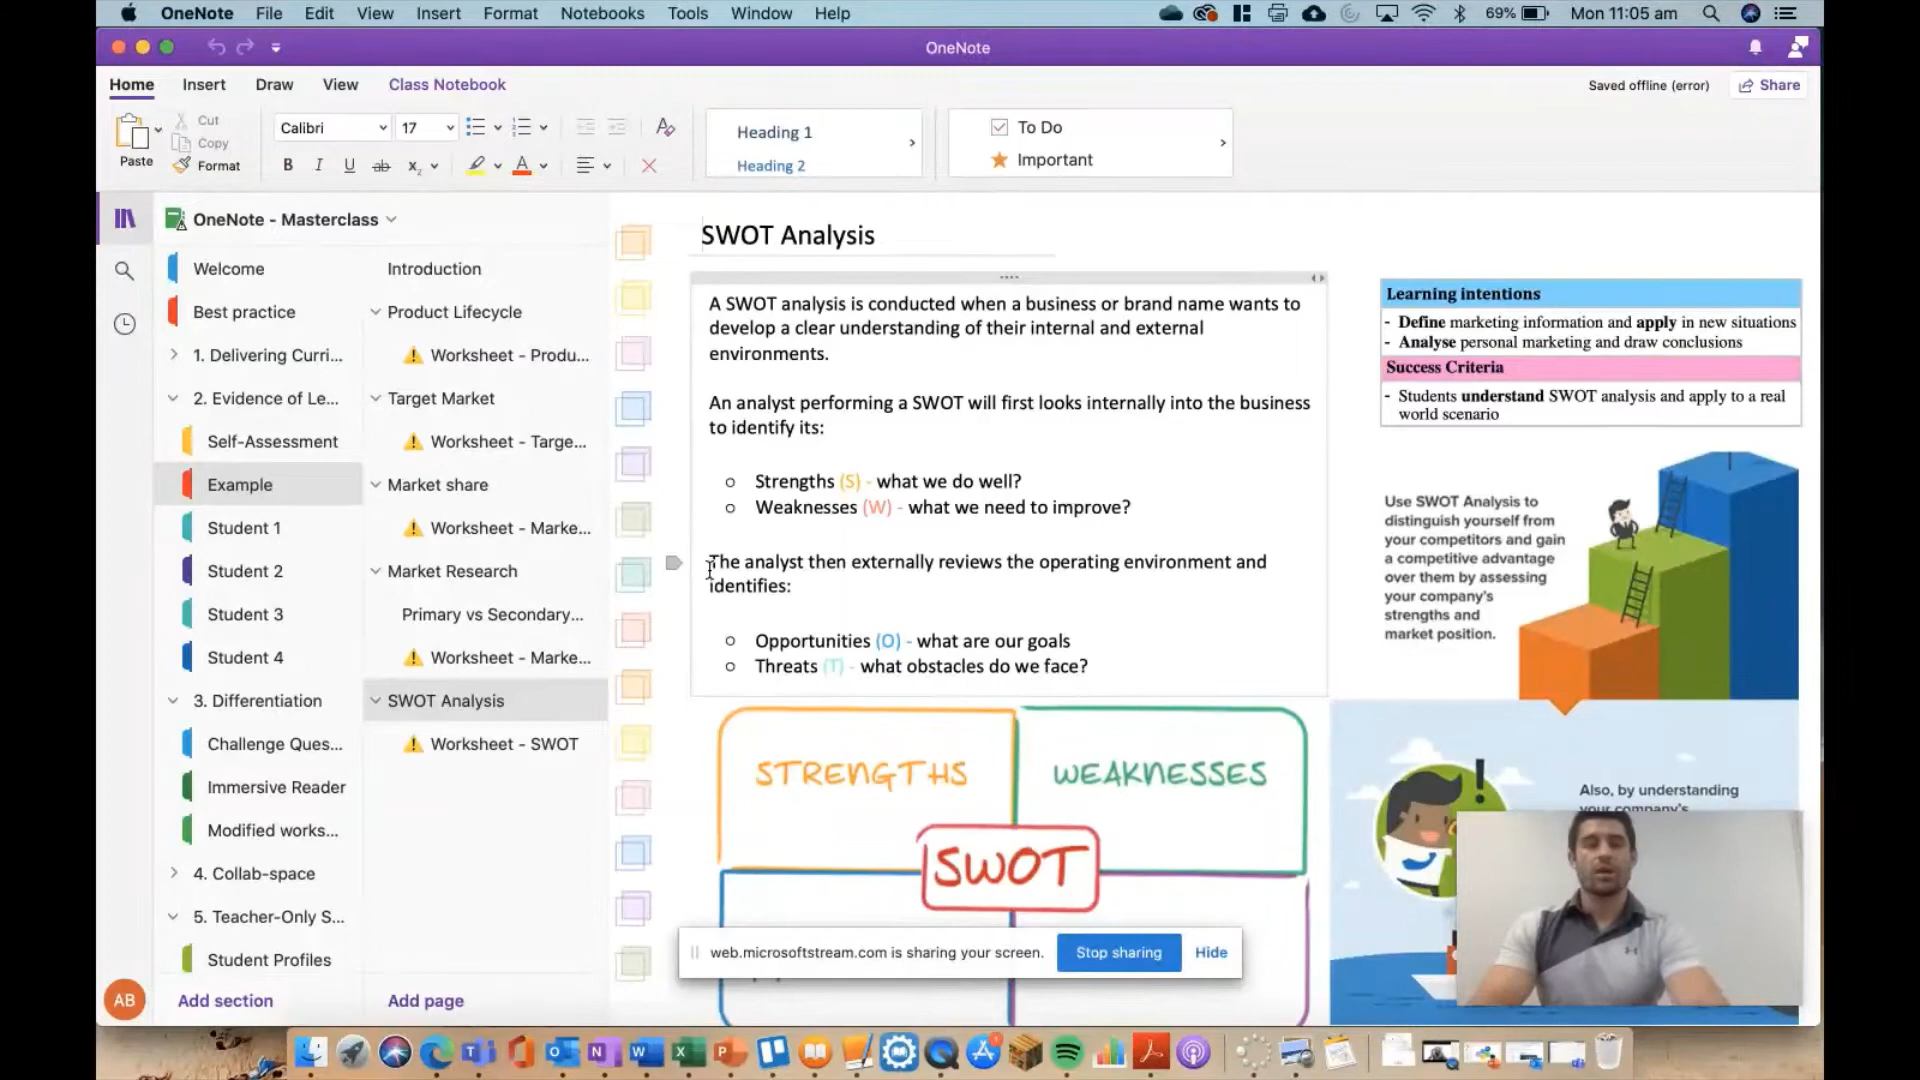 OneNote File Edit View Insert Format Notebooks Tools Window Help
69% Mon 11:05 am
OneNote
Home Insert Draw View Class Notebook
Saved offline (error) Share
Paste
Cut
Copy
Format
Calibri 17
B I U ab x₂ A
Heading 1
Heading 2
To Do
Important
OneNote - Masterclass
Welcome
Best practice
1. Delivering Curri...
2. Evidence of Le...
Self-Assessment
Example
Student 1
Student 2
Student 3
Student 4
3. Differentiation
Challenge Ques...
Immersive Reader
Modified works...
4. Collab-space
5. Teacher-Only S...
Student Profiles
Add section
AB
Introduction
Product Lifecycle
Worksheet - Produ...
Target Market
Worksheet - Targe...
Market share
Worksheet - Marke...
Market Research
Primary vs Secondary...
Worksheet - Marke...
SWOT Analysis
Worksheet - SWOT
Add page
SWOT Analysis
A SWOT analysis is conducted when a business or brand name wants to
develop a clear understanding of their internal and external
environments.
An analyst performing a SWOT will first looks internally into the business
to identify its:
Strengths (S) - what we do well?
Weaknesses (W) - what we need to improve?
The analyst then externally reviews the operating environment and
identifies:
Opportunities (O) - what are our goals
Threats (T) - what obstacles do we face?
STRENGTHS
WEAKNESSES
SWOT
Learning intentions
- Define marketing information and apply in new situations
- Analyse personal marketing and draw conclusions
Success Criteria
- Students understand SWOT analysis and apply to a real
world scenario
Use SWOT Analysis to
distinguish yourself from
your competitors and gain
a competitive advantage
over them by assessing
your company's
strengths and
market position.
Also, by understanding
your company's
web.microsoftstream.com is sharing your screen.
Stop sharing
Hide